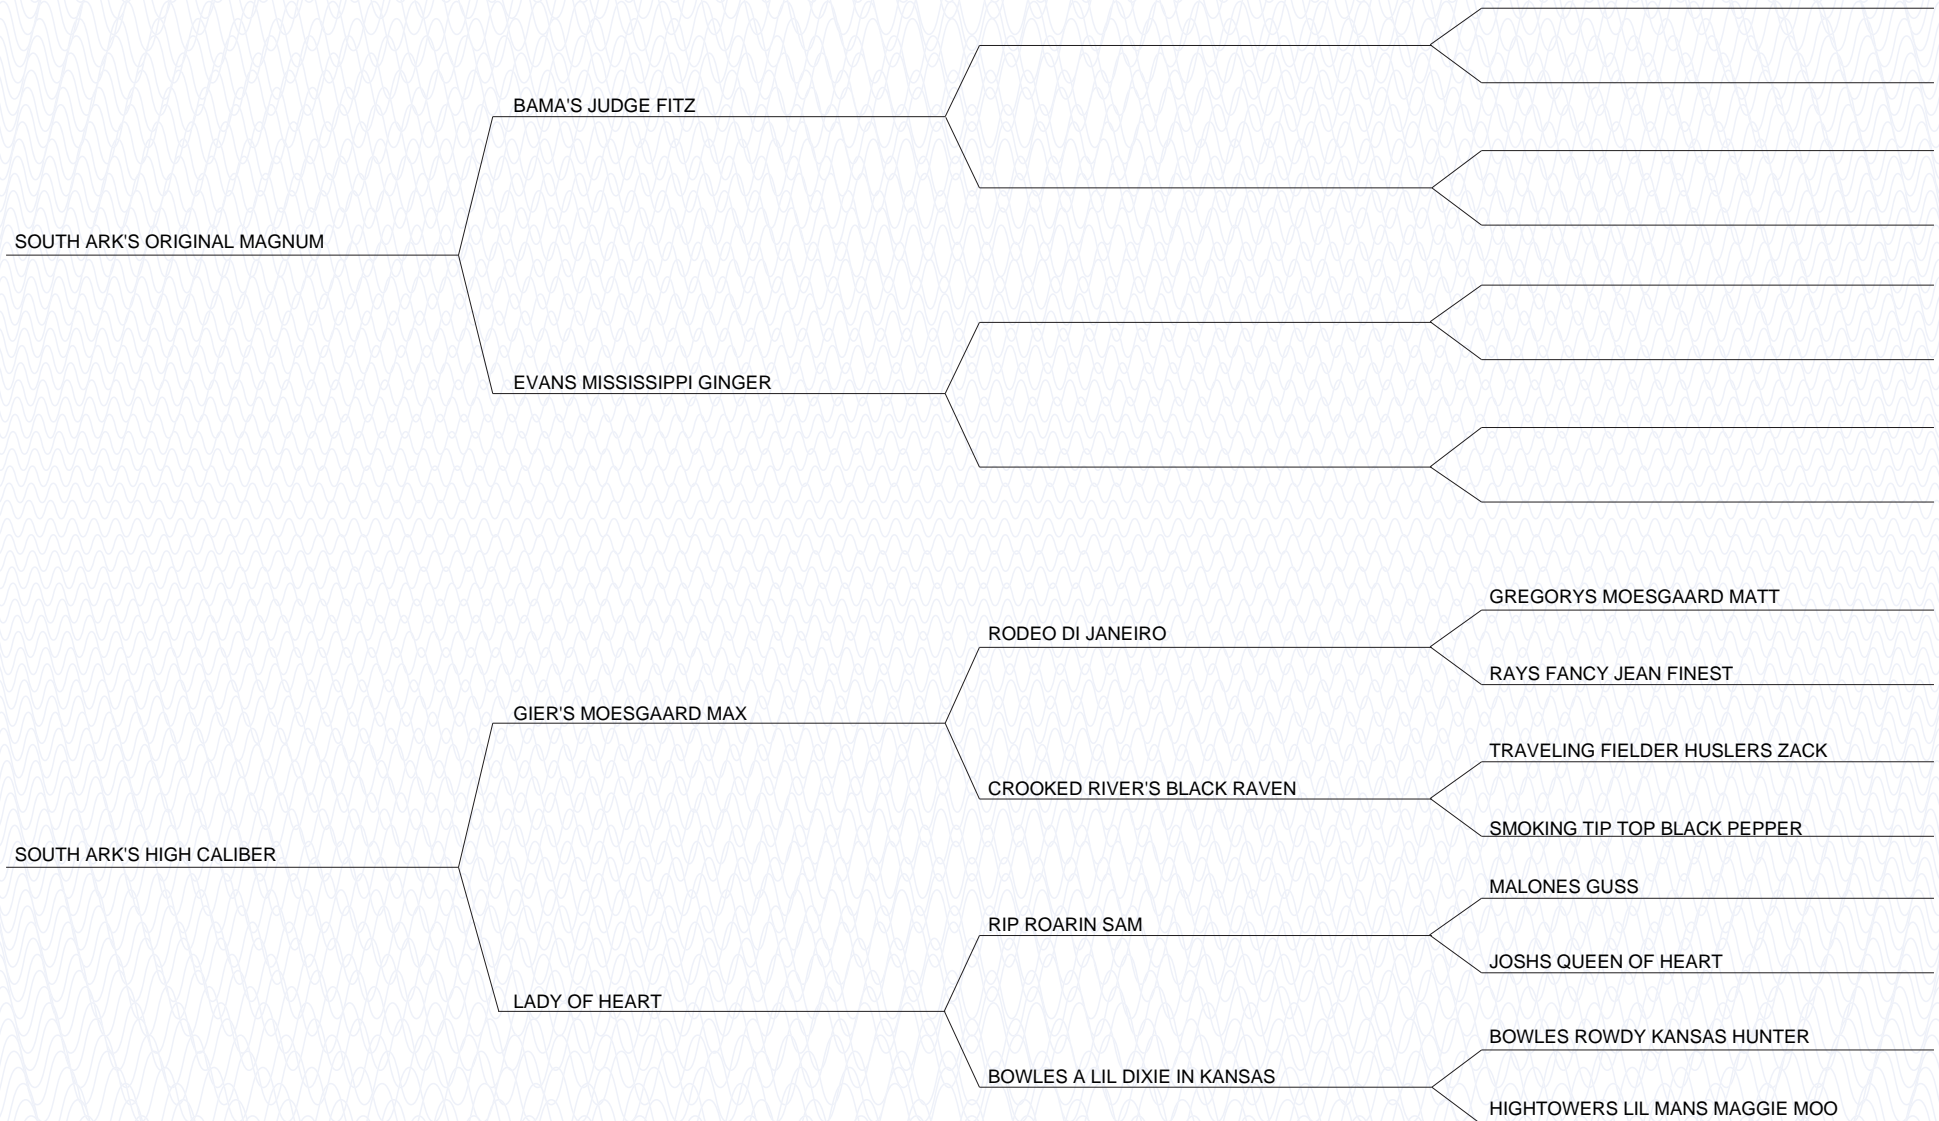 BAMA'S JUDGE FITZ
SOUTH ARK'S ORIGINAL MAGNUM
EVANS MISSISSIPPI GINGER
GREGORYS MOESGAARD MATT
RODEO DI JANEIRO
RAYS FANCY JEAN FINEST
GIER'S MOESGAARD MAX
TRAVELING FIELDER HUSLERS ZACK
CROOKED RIVER'S BLACK RAVEN
SMOKING TIP TOP BLACK PEPPER
SOUTH ARK'S HIGH CALIBER
MALONES GUSS
RIP ROARIN SAM
JOSHS QUEEN OF HEART
LADY OF HEART
BOWLES ROWDY KANSAS HUNTER
BOWLES A LIL DIXIE IN KANSAS
HIGHTOWERS LIL MANS MAGGIE MOO